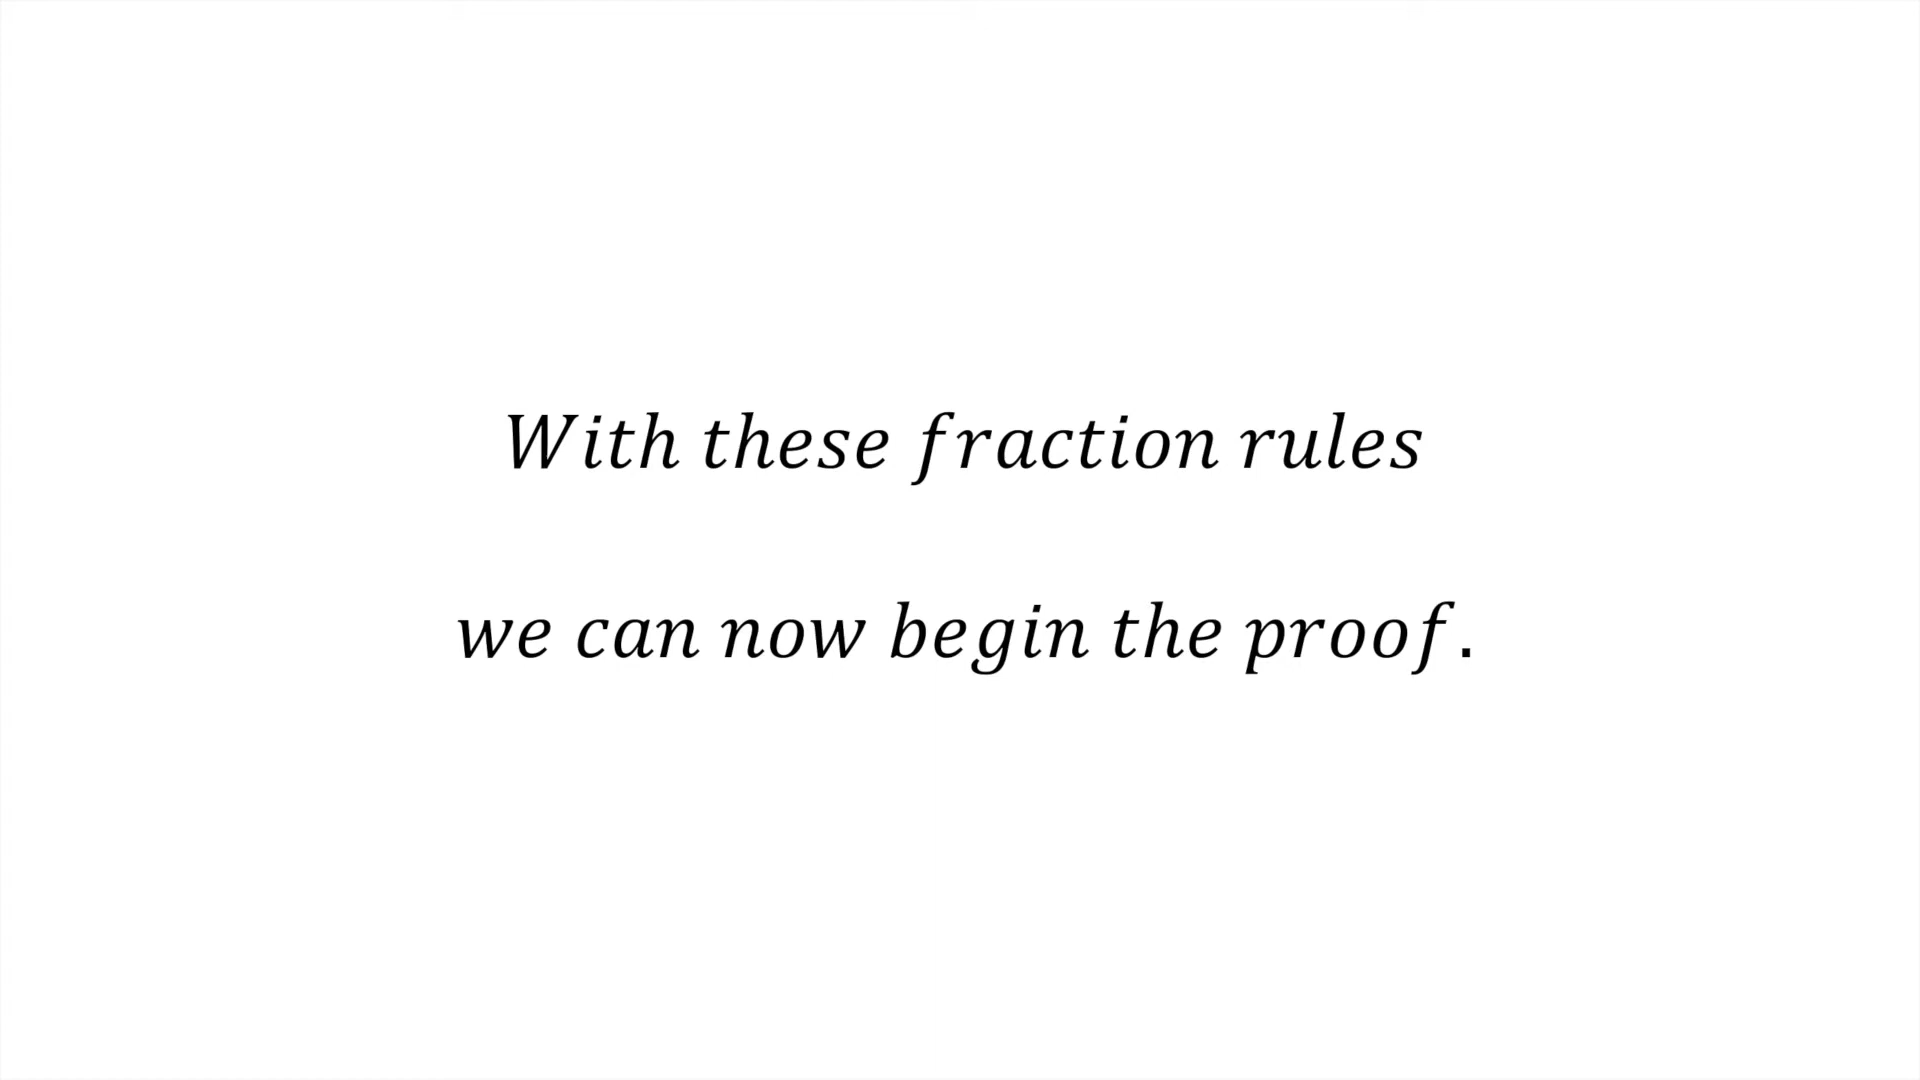 With these fraction rules
we can now begin the proof.